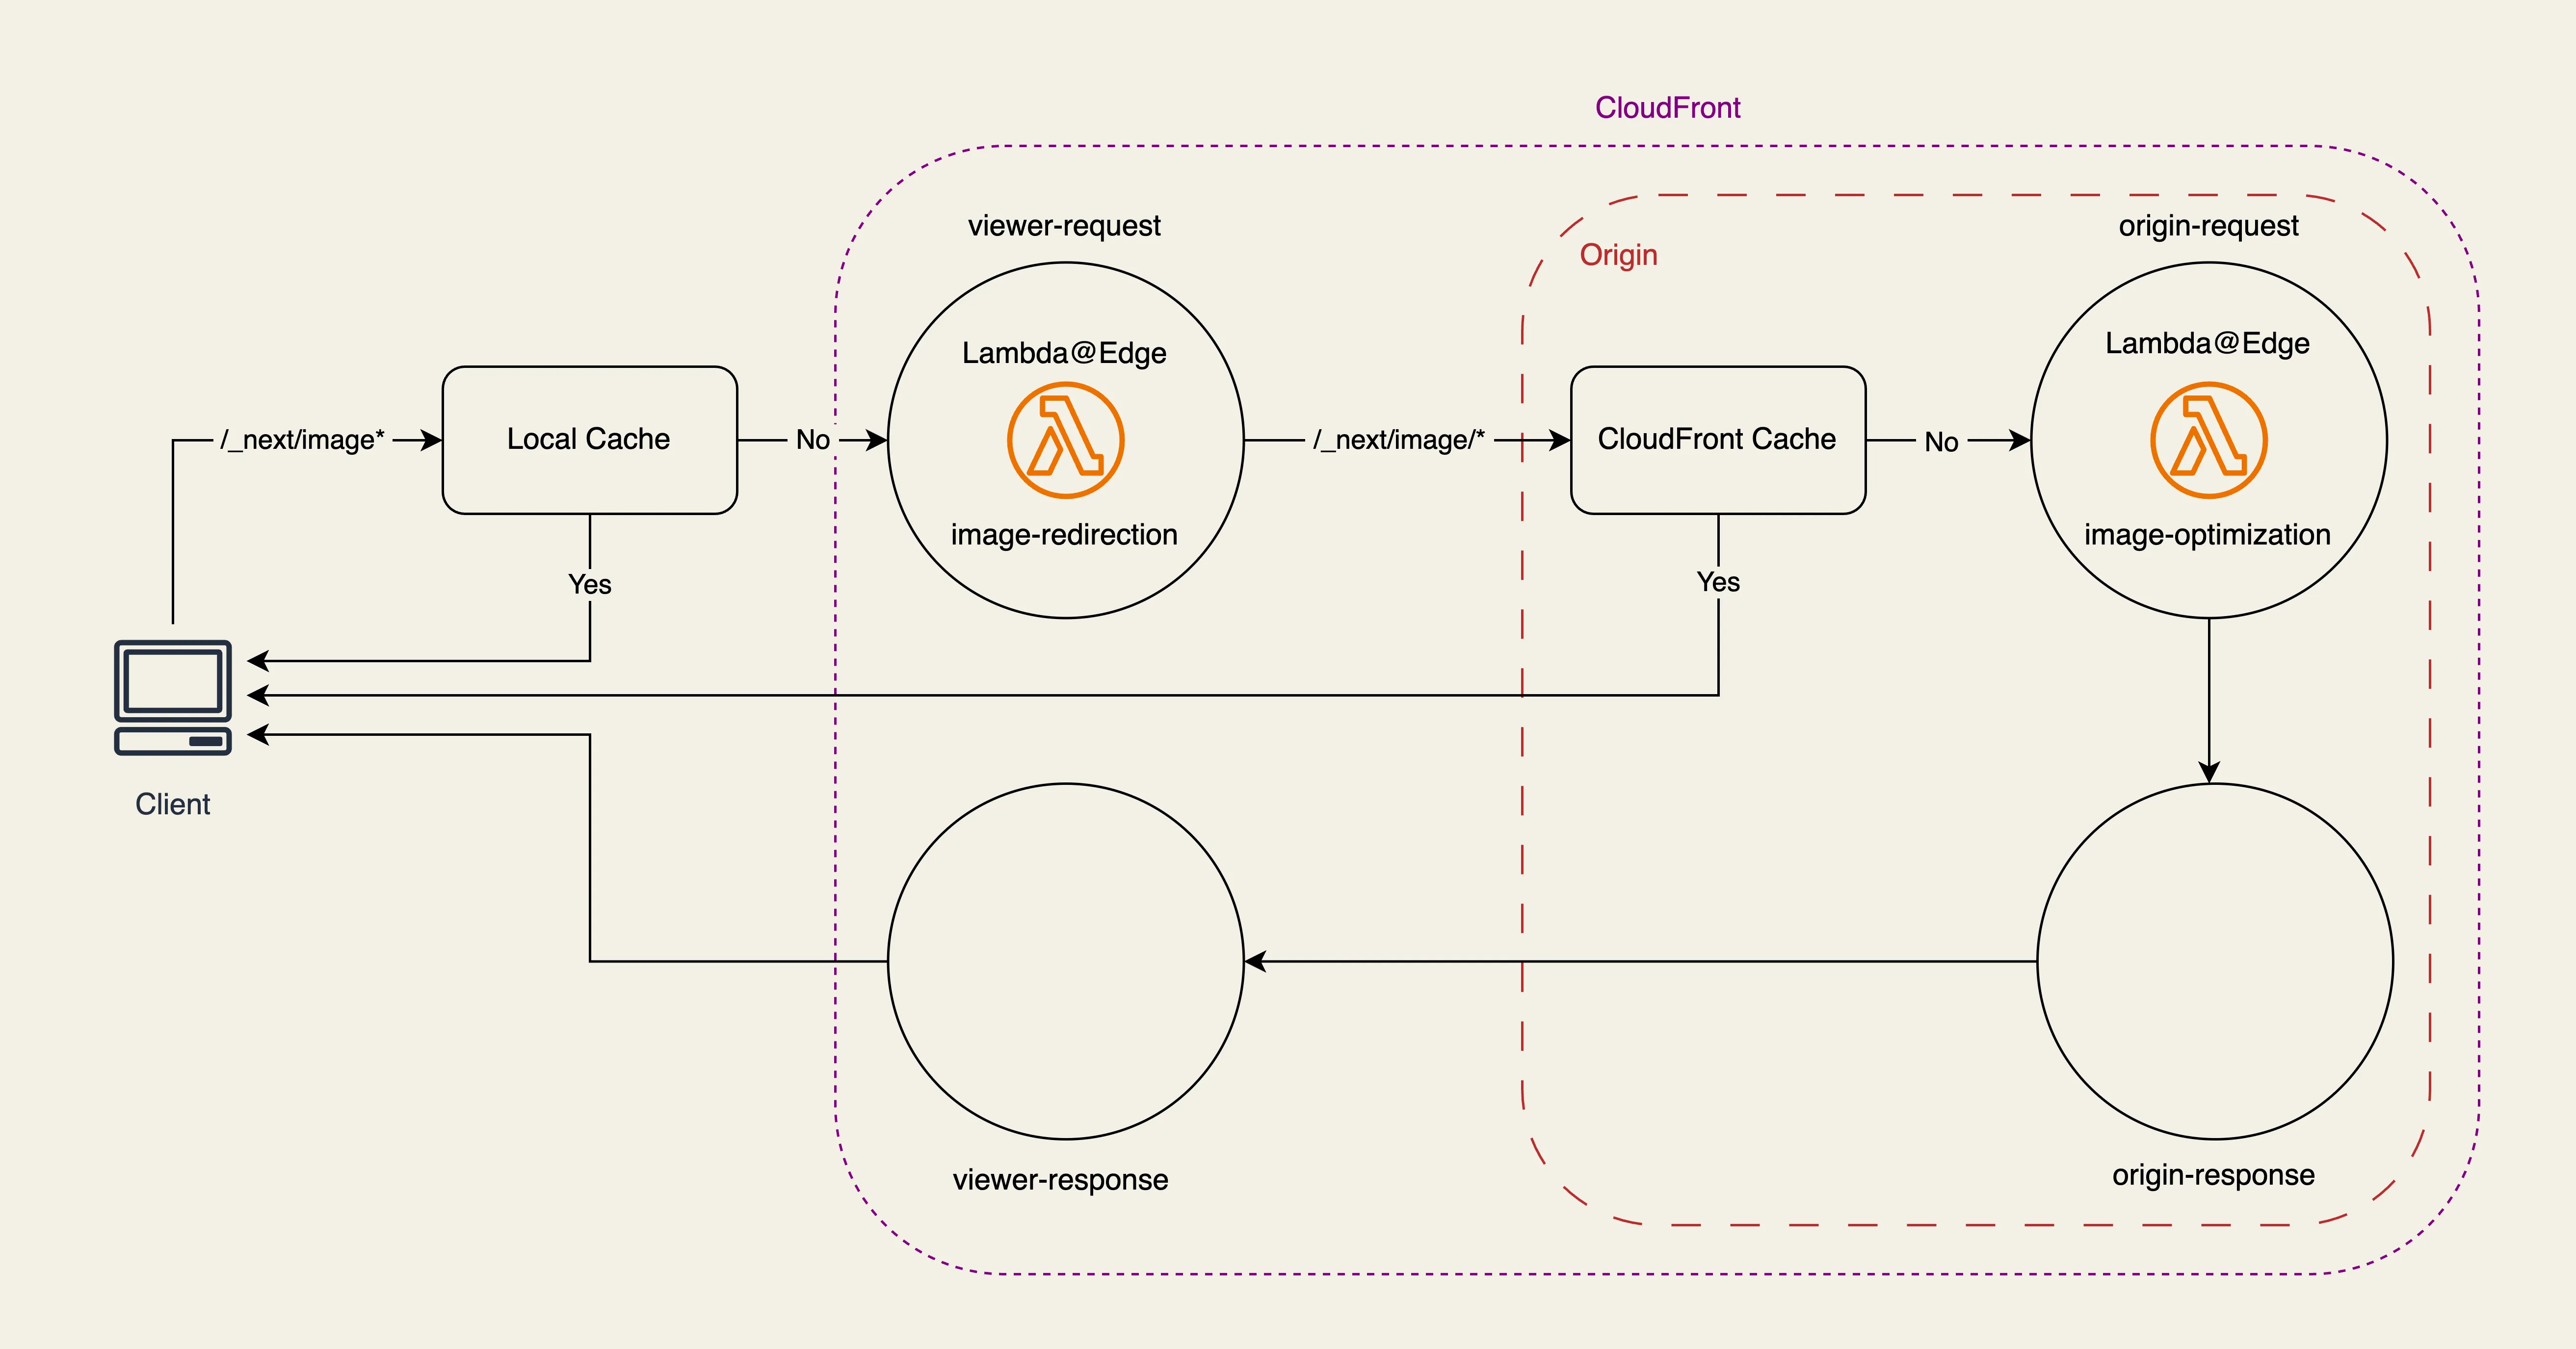 CloudFront
viewer-request
Origin
origin-request
Lambda@Edge
Lambda@Edge
/_next/image*
Local Cache
No
/_next/image/*
CloudFront Cache
No
image-redirection
image-optimization
Yes
Yes
Client
viewer-response
origin-response